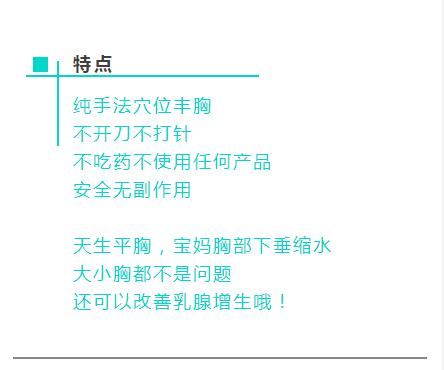 特点
纯手法穴位丰胸
不开刀不打针
不吃药不使用任何产品
安全无副作用
天生平胸，宝妈胸部下垂缩水
大小胸都不是问题
还可以改善乳腺增生哦！